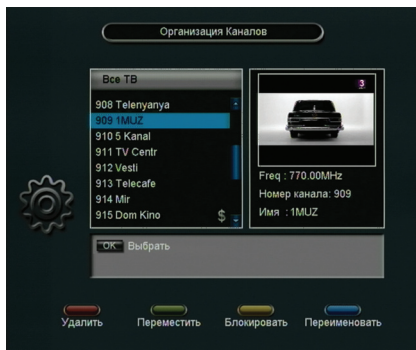 Организация Каналов
Все ТВ
908 Telenyanya
909 1MUZ
910 5 Kanal
911 TV Centr
912 Vesti
913 Telecafe
914 Mir
915 Dom Kino $
3
Freq : 770.00MHz
Номер канала: 909
Имя : 1MUZ
OK Выбрать
Удалить Переместить Блокировать Переименовать